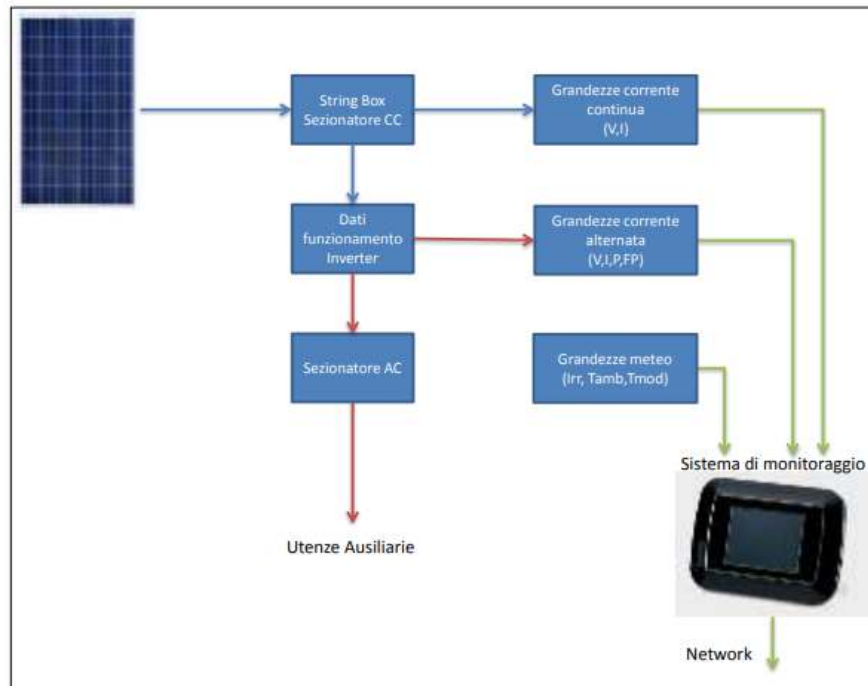 String Box
Sezionatore CC
Grandezze corrente
continua
(V,I)
Dati
funzionamento
Inverter
Grandezze corrente
alternata
(V,I,P,FP)
Sezionatore AC
Grandezze meteo
(Irr, Tamb,Tmod)
Sistema di monitoraggio
Utenze Ausiliarie
Network